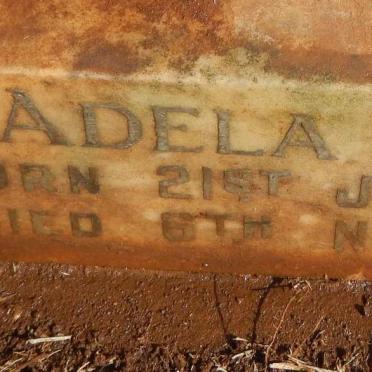 ADELA
ORN 21ST J
IED 6TH N